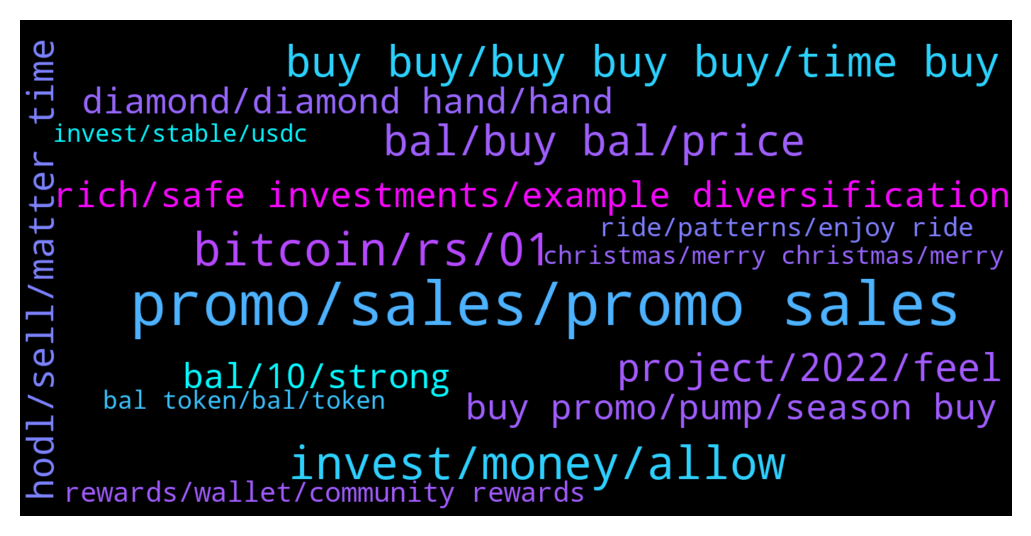 buy buy/buy buy buy/time buy
diamond/diamond hand/hand
invest/stable/usdc
bal/buy bal/price
rich/safe investments/example diversification
ride/patterns/enjoy ride
bitcoin/rs/01
christmas/merry christmas/merry
promo/sales/promo sales
project/2022/feel
bal/10/strong
bal token/bal/token
buy promo/pump/season buy
invest/money/allow
rewards/wallet/community rewards
hodl/sell/matter time